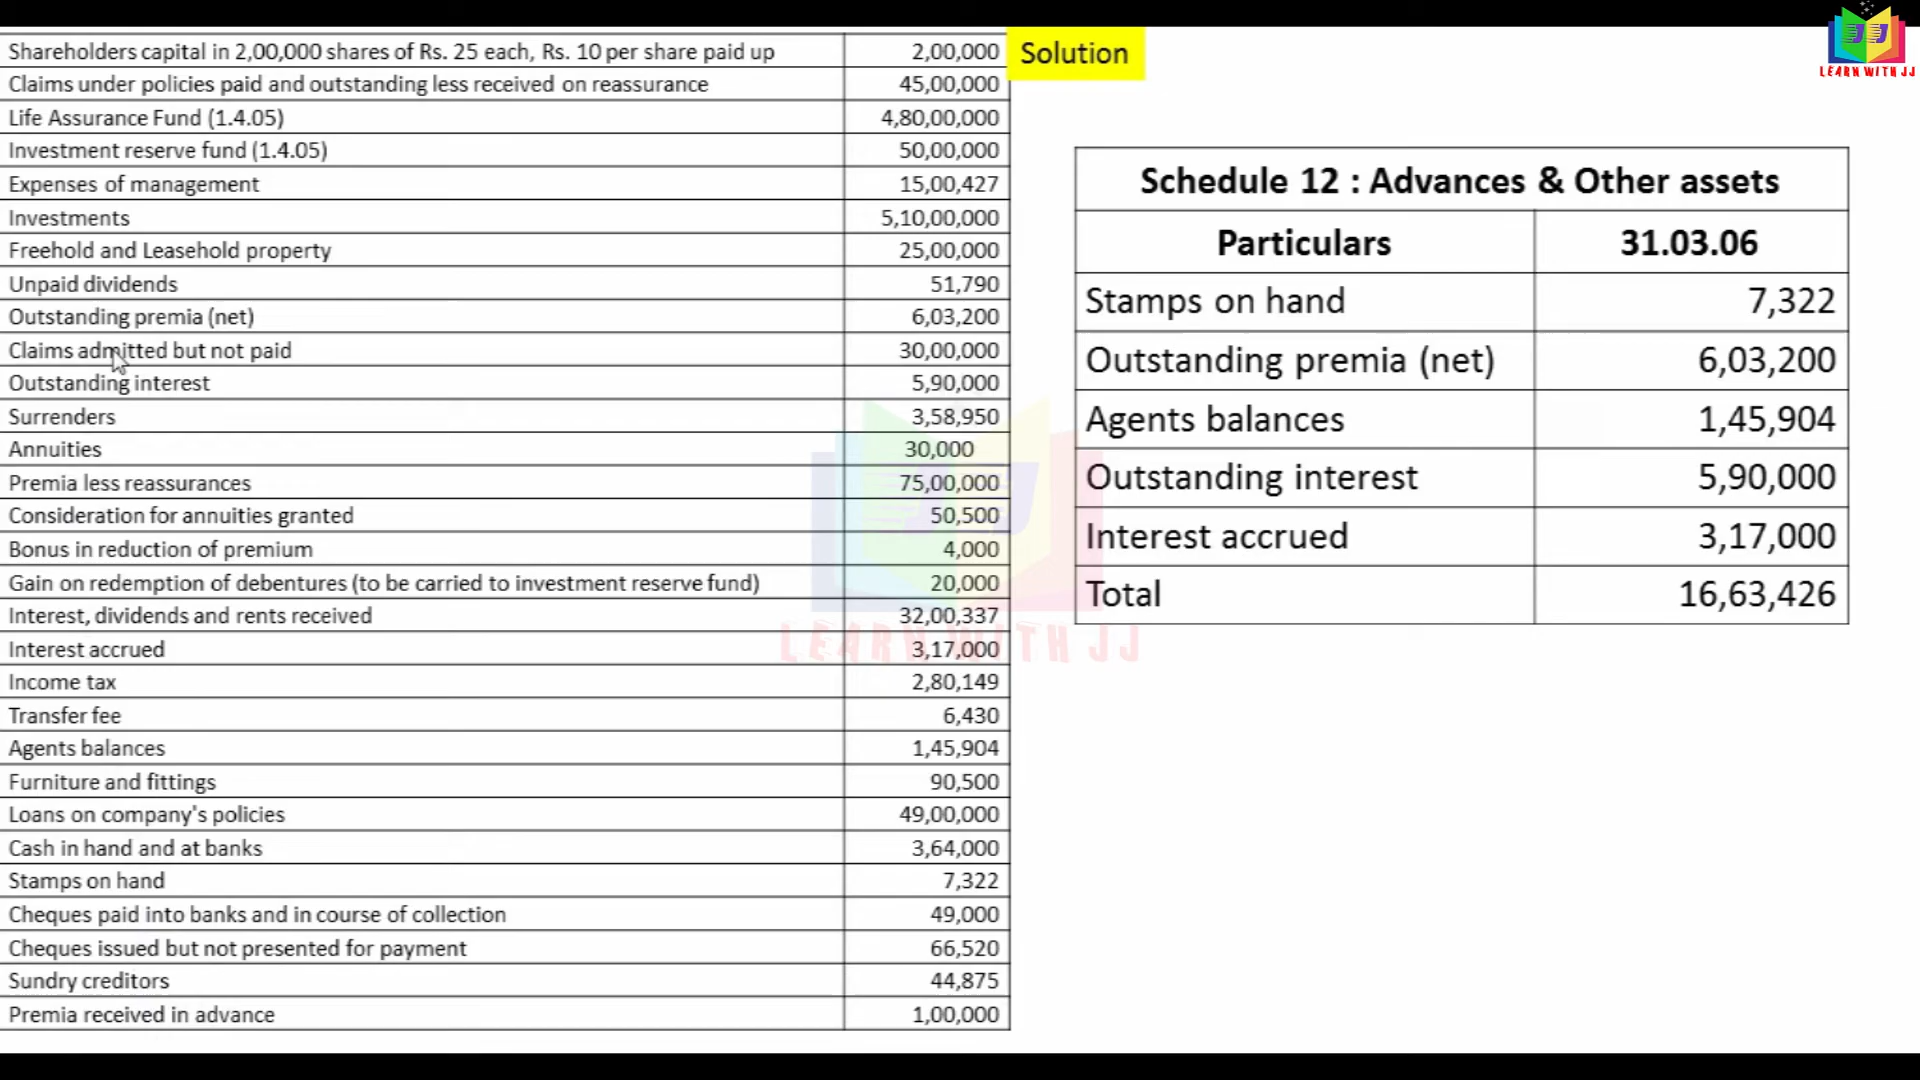 Shareholders capital in 2,00,000 shares of Rs. 25 each, Rs. 10 per share paid up 2,00,000
Claims under policies paid and outstanding less received on reassurance 45,00,000
Life Assurance Fund (1.4.05) 4,80,00,000
Investment reserve fund (1.4.05) 50,00,000
Expenses of management 15,00,427
Investments 5,10,00,000
Freehold and Leasehold property 25,00,000
Unpaid dividends 51,790
Outstanding premia (net) 6,03,200
Claims admitted but not paid 30,00,000
Outstanding interest 5,90,000
Surrenders 3,58,950
Annuities 30,000
Premia less reassurances 75,00,000
Consideration for annuities granted 50,500
Bonus in reduction of premium 4,000
Gain on redemption of debentures (to be carried to investment reserve fund) 20,000
Interest, dividends and rents received 32,00,337
Interest accrued 3,17,000
Income tax 2,80,149
Transfer fee 6,430
Agents balances 1,45,904
Furniture and fittings 90,500
Loans on company's policies 49,00,000
Cash in hand and at banks 3,64,000
Stamps on hand 7,322
Cheques paid into banks and in course of collection 49,000
Cheques issued but not presented for payment 66,520
Sundry creditors 44,875
Premia received in advance 1,00,000
Solution
Schedule 12 : Advances & Other assets
Particulars 31.03.06
Stamps on hand 7,322
Outstanding premia (net) 6,03,200
Agents balances 1,45,904
Outstanding interest 5,90,000
Interest accrued 3,17,000
Total 16,63,426
JJ
LEARN WITH JJ
JJ
LEARN WITH JJ